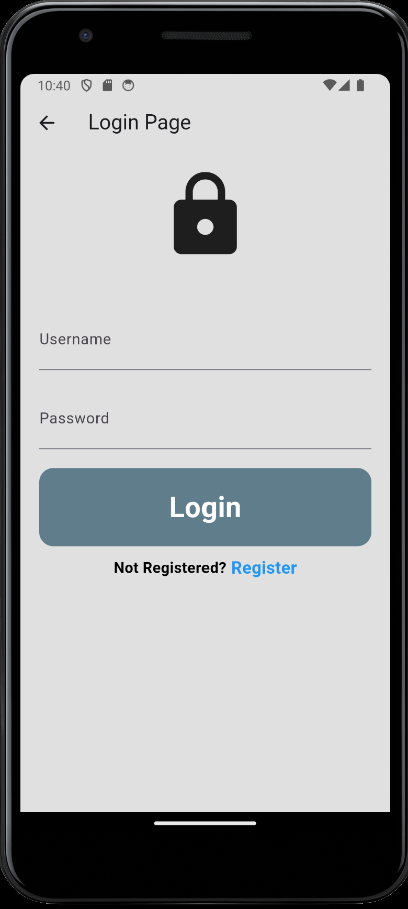 10:40
Login Page
Username
Password
Login
Not Registered? Register